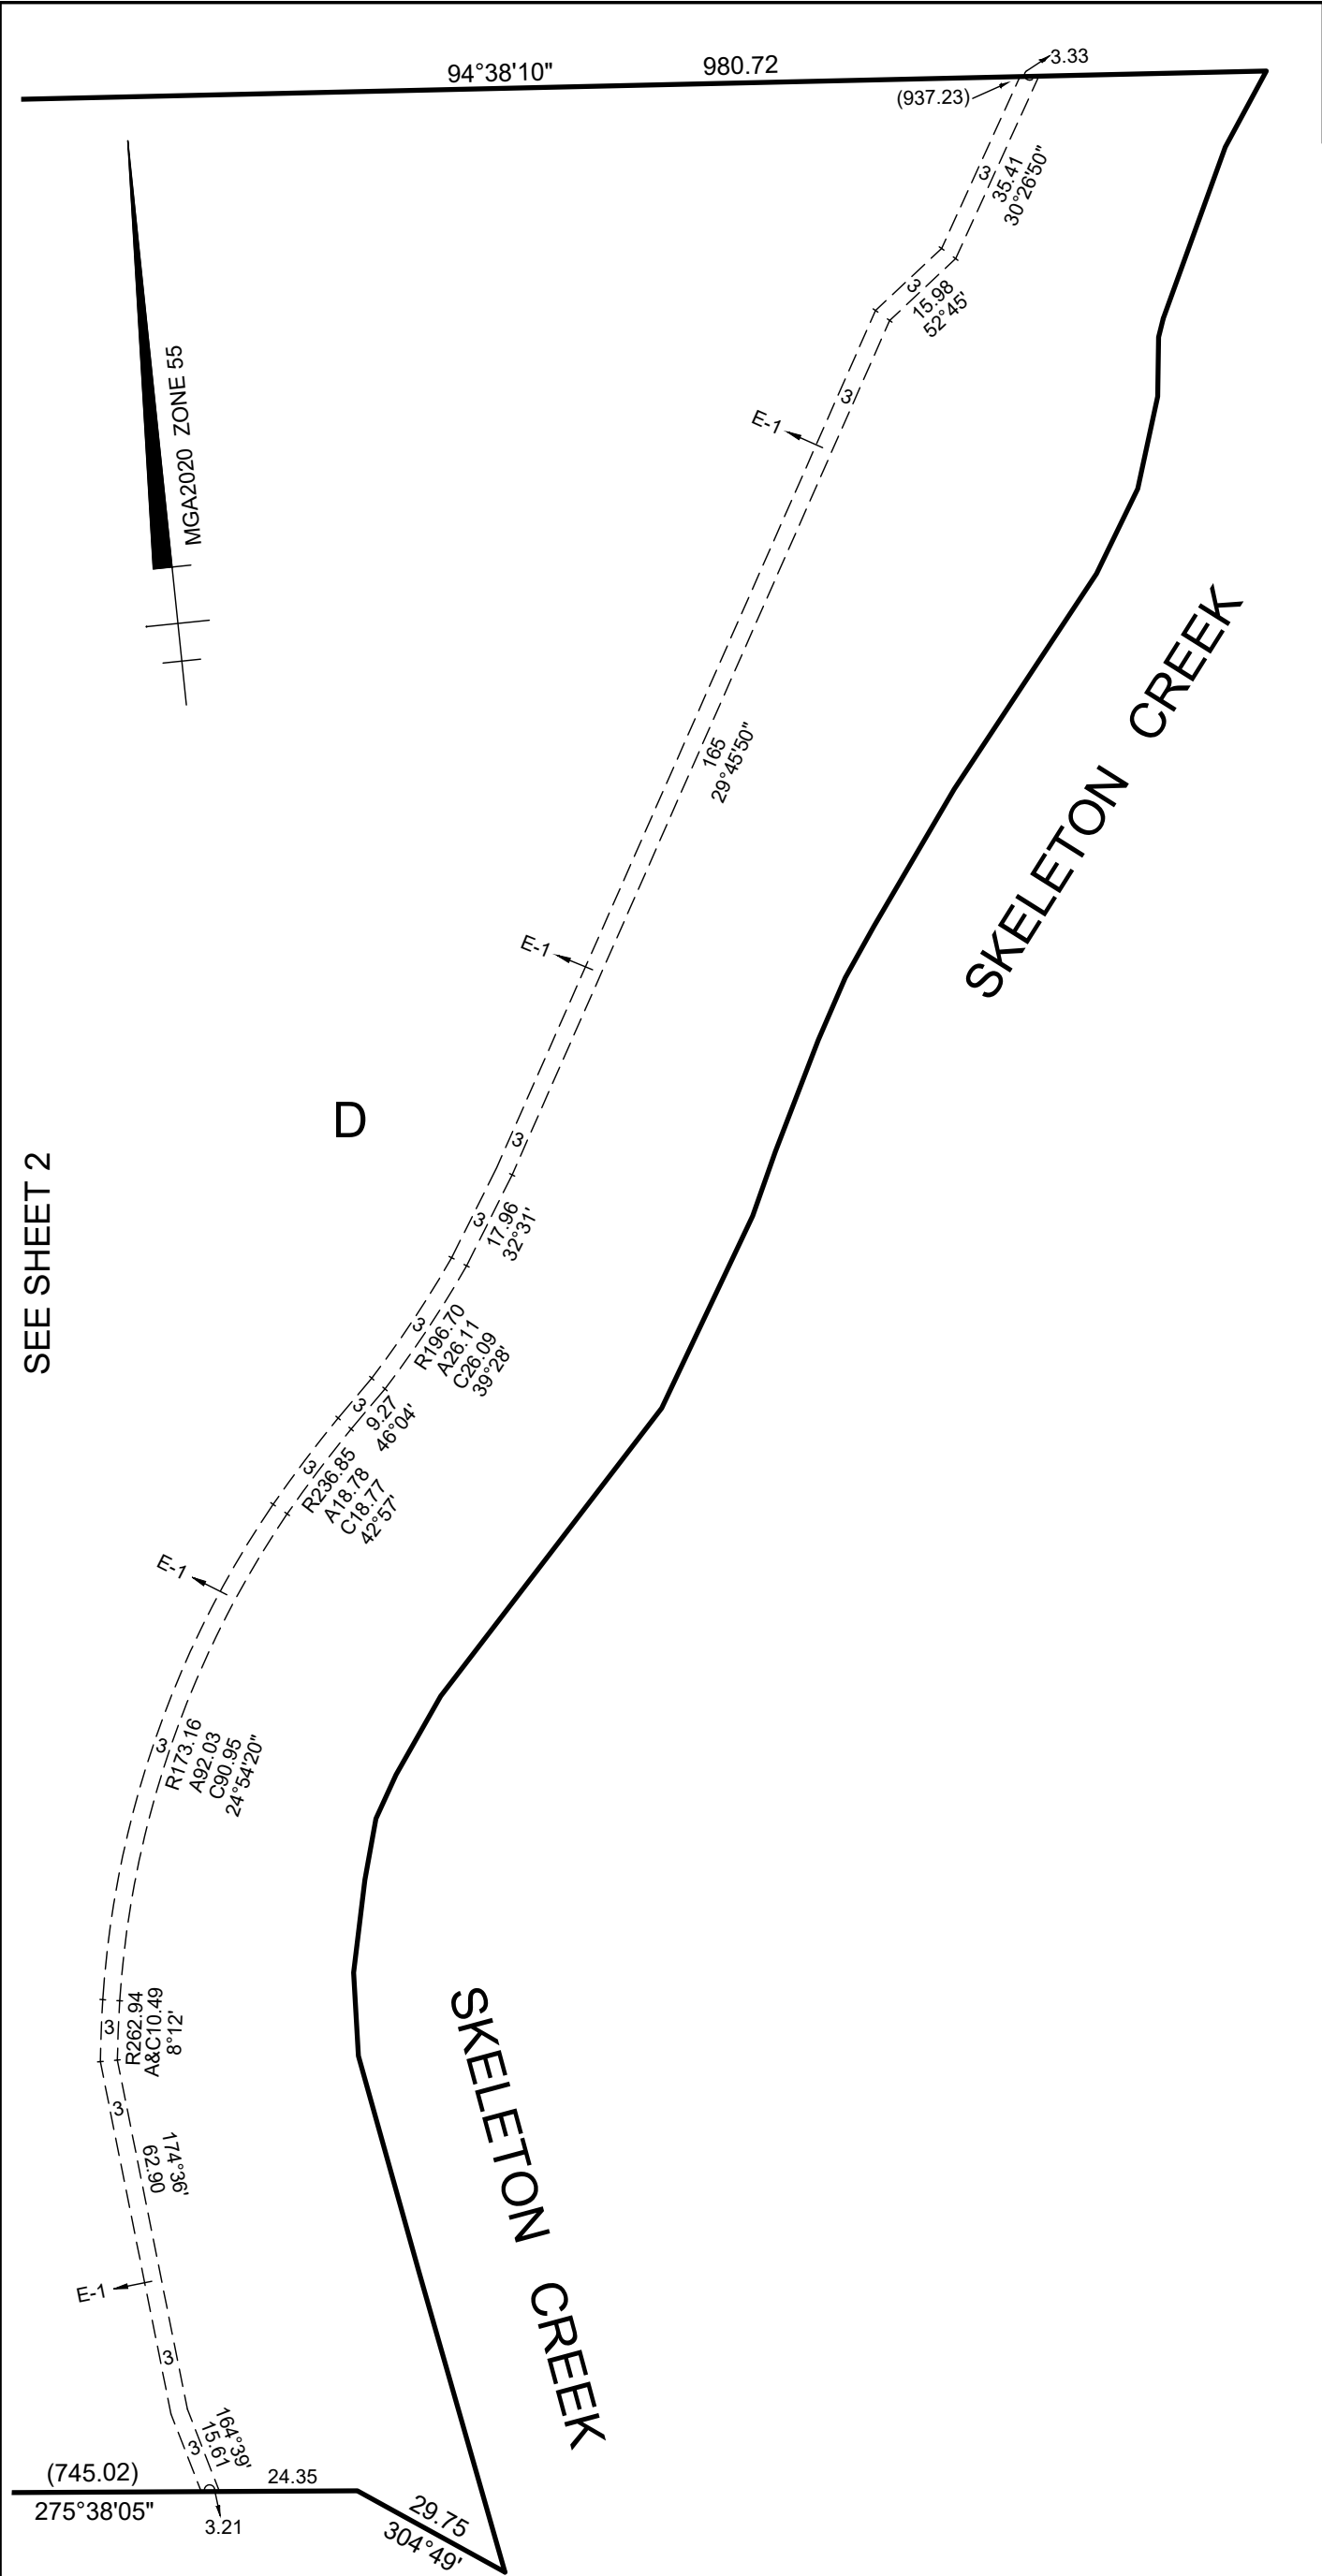 94°38'10"
980.72
3.33
(937.23)
3
35.41
30°26'50"
3
15.98
52°45'
MGA2020 ZONE 55
3
E-1
SKELETON CREEK
165
29°45'50"
E-1
D
SEE SHEET 2
3
3
17.96
32°31'
3
R196.70
A26.11
C26.09
39°28'
3
9.27
46°04'
3
R236.85
A18.78
C18.77
42°57'
E-1
3
R173.16
A92.03
C90.95
24°54'20"
3
R262.94
A&C10.49
8°12'
SKELETON CREEK
3
174°36'
62.90
E-1
3
164°39'
15.61
3
(745.02)
24.35
275°38'05"
3.21
29.75
304°49'